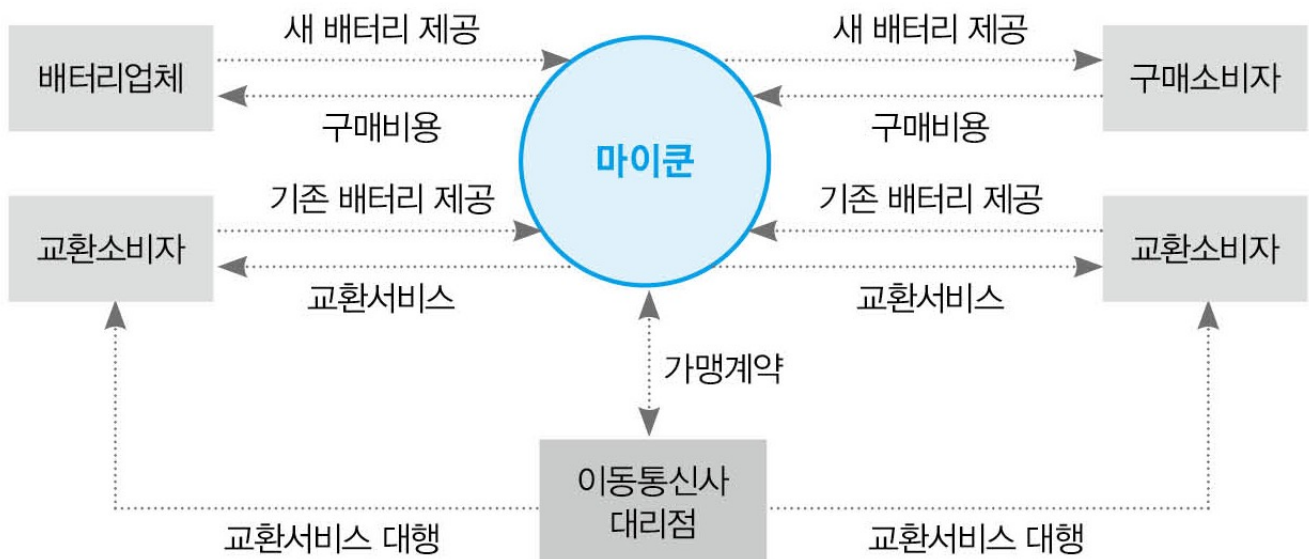 새 배터리 제공
새 배터리 제공
배터리업체
구매소비자
구매비용
구매비용
마이쿤
기존 배터리 제공
기존 배터리 제공
교환소비자
교환소비자
교환서비스
교환서비스
가맹계약
이동통신사
대리점
교환서비스 대행
교환서비스 대행